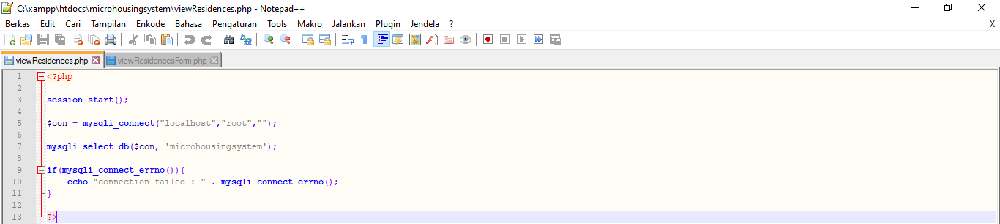 C:\xampp\htdocs\microhousingsystem\viewResidences.php - Notepad++
Berkas Edit Cari Tampilan Enkode Bahasa Pengaturan Tools Makro Jalankan Plugin Jendela ? X
viewResidences.php viewResidencesForm.php
1 <?php
2
3 session_start();
4
5 $con = mysqli_connect("localhost","root","");
6
7 mysqli_select_db($con, 'microhousingsystem');
8
9 if(mysqli_connect_errno()){
10 echo "connection failed : " . mysqli_connect_errno();
11 }
12
13 ?>